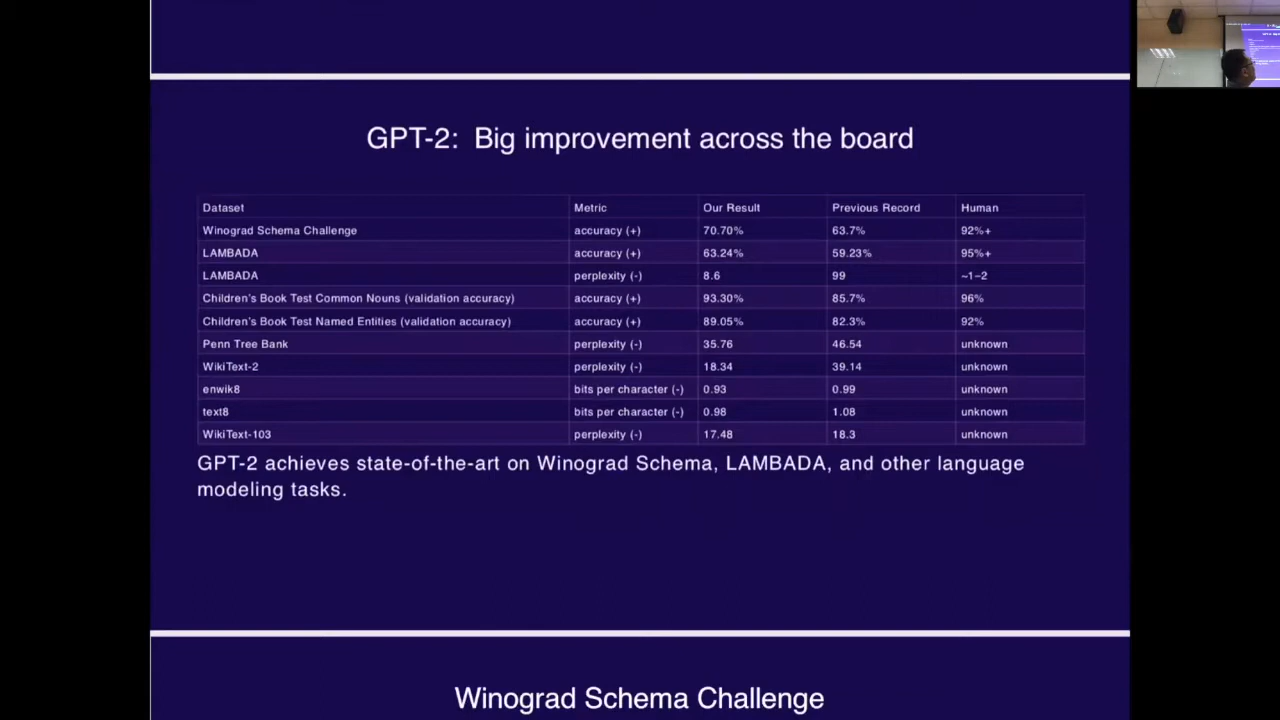 GPT-2: Big improvement across the board
Dataset Metric Our Result Previous Record Human
Winograd Schema Challenge accuracy (+) 70.70% 63.7% 92%+
LAMBADA accuracy (+) 63.24% 59.23% 95%+
LAMBADA perplexity (-) 8.6 99 ~1-2
Children's Book Test Common Nouns (validation accuracy) accuracy (+) 93.30% 85.7% 96%
Children's Book Test Named Entities (validation accuracy) accuracy (+) 89.05% 82.3% 92%
Penn Tree Bank perplexity (-) 35.76 46.54 unknown
WikiText-2 perplexity (-) 18.34 39.14 unknown
enwik8 bits per character (-) 0.93 0.99 unknown
text8 bits per character (-) 0.98 1.08 unknown
WikiText-103 perplexity (-) 17.48 18.3 unknown
GPT-2 achieves state-of-the-art on Winograd Schema, LAMBADA, and other language
modeling tasks.
Winograd Schema Challenge